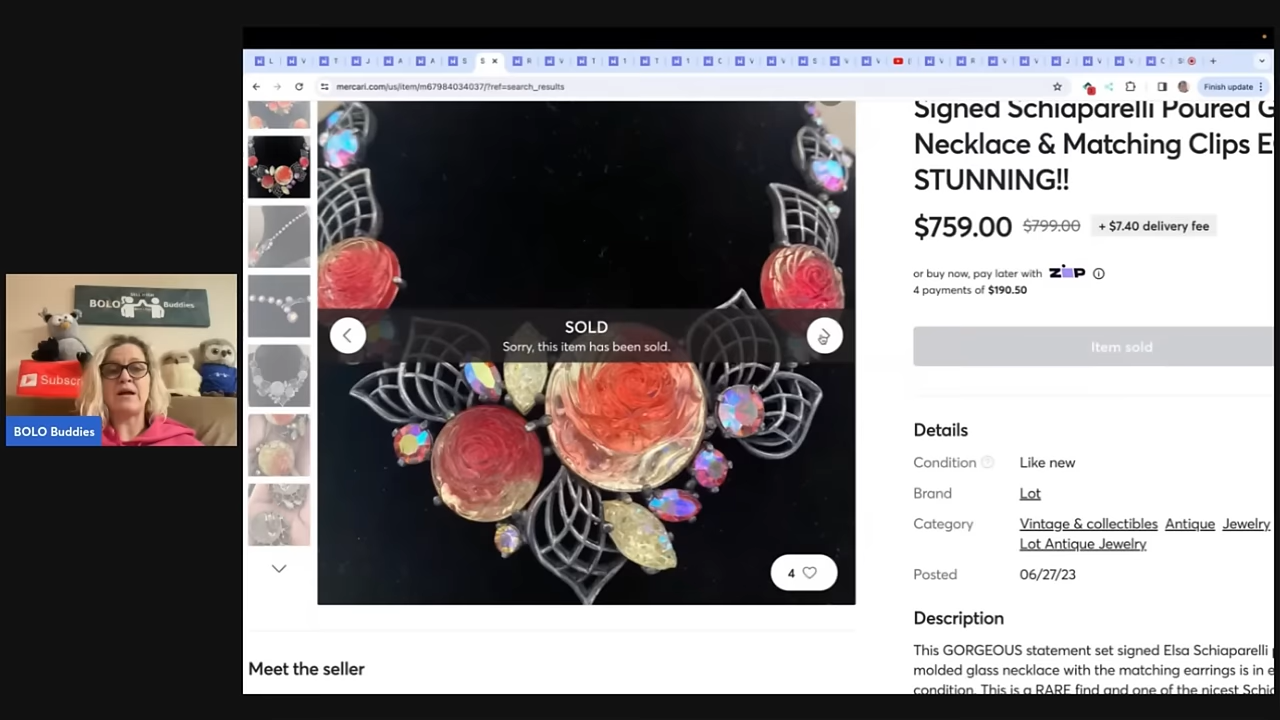 mercari.com/us/item/m67984034037/?ref=search_results
Finish update
Signed Schiaparelli Poured G
Necklace & Matching Clips E
STUNNING!!
$759.00 $799.00 + $7.40 delivery fee
or buy now, pay later with ZIP
4 payments of $190.50
SOLD
Sorry, this item has been sold.
Item sold
Details
Condition Like new
Brand Lot
Category Vintage & collectibles Antique Jewelry
Lot Antique Jewelry
Posted 06/27/23
4
Description
This GORGEOUS statement set signed Elsa Schiaparelli
molded glass necklace with the matching earrings is in e
condition. This is a RARE find and one of the nicest Schia
Meet the seller
BOLO Buddies
Subscr
BOLO Buddies